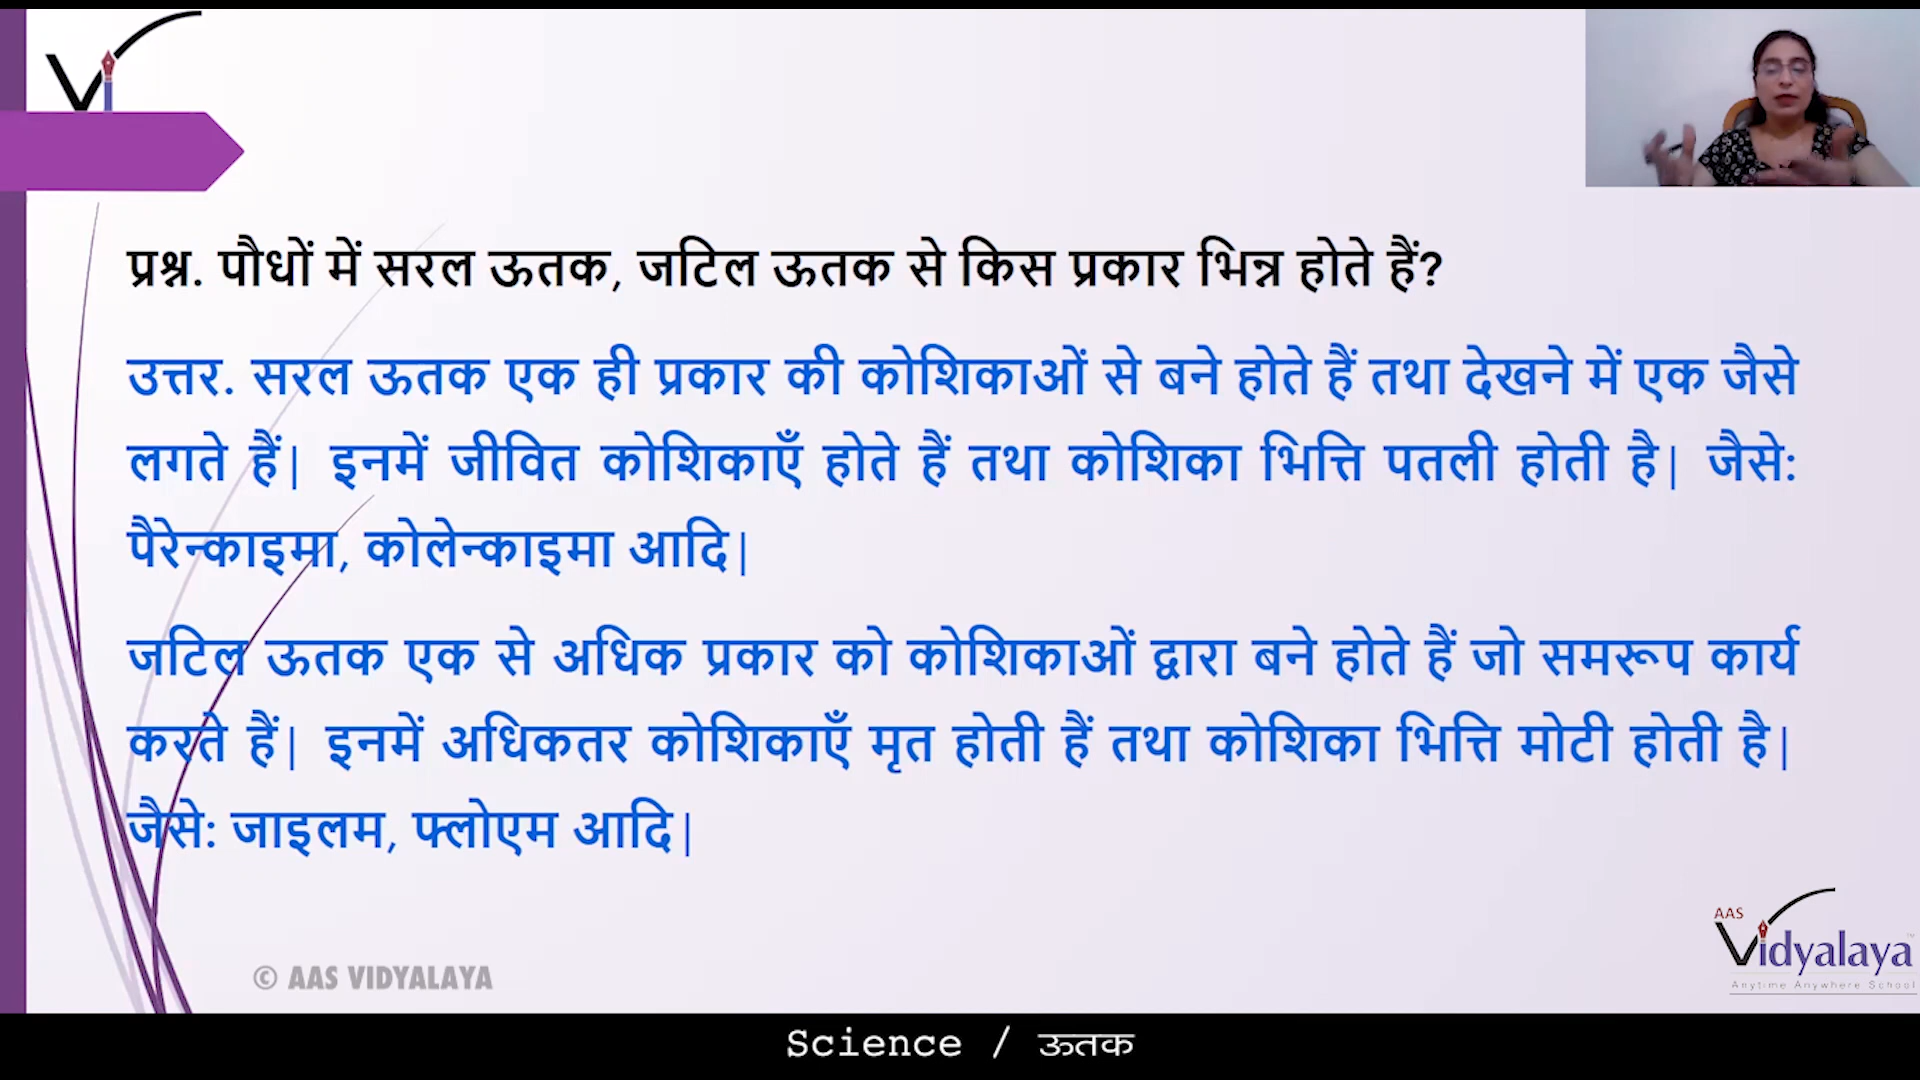 प्रश्न. पौधों में सरल ऊतक, जटिल ऊतक से किस प्रकार भिन्न होते हैं?
उत्तर. सरल ऊतक एक ही प्रकार की कोशिकाओं से बने होते हैं तथा देखने में एक जैसे
लगते हैं| इनमें जीवित कोशिकाएँ होते हैं तथा कोशिका भित्ति पतली होती है| जैसे:
पैरेन्काइमा, कोलेन्काइमा आदि|
जटिल ऊतक एक से अधिक प्रकार को कोशिकाओं द्वारा बने होते हैं जो समरूप कार्य
करते हैं| इनमें अधिकतर कोशिकाएँ मृत होती हैं तथा कोशिका भित्ति मोटी होती है|
जैसे: जाइलम, फ्लोएम आदि|
AAS
Vidyalaya
Anytime Anywhere School
© AAS VIDYALAYA
Science / ऊतक